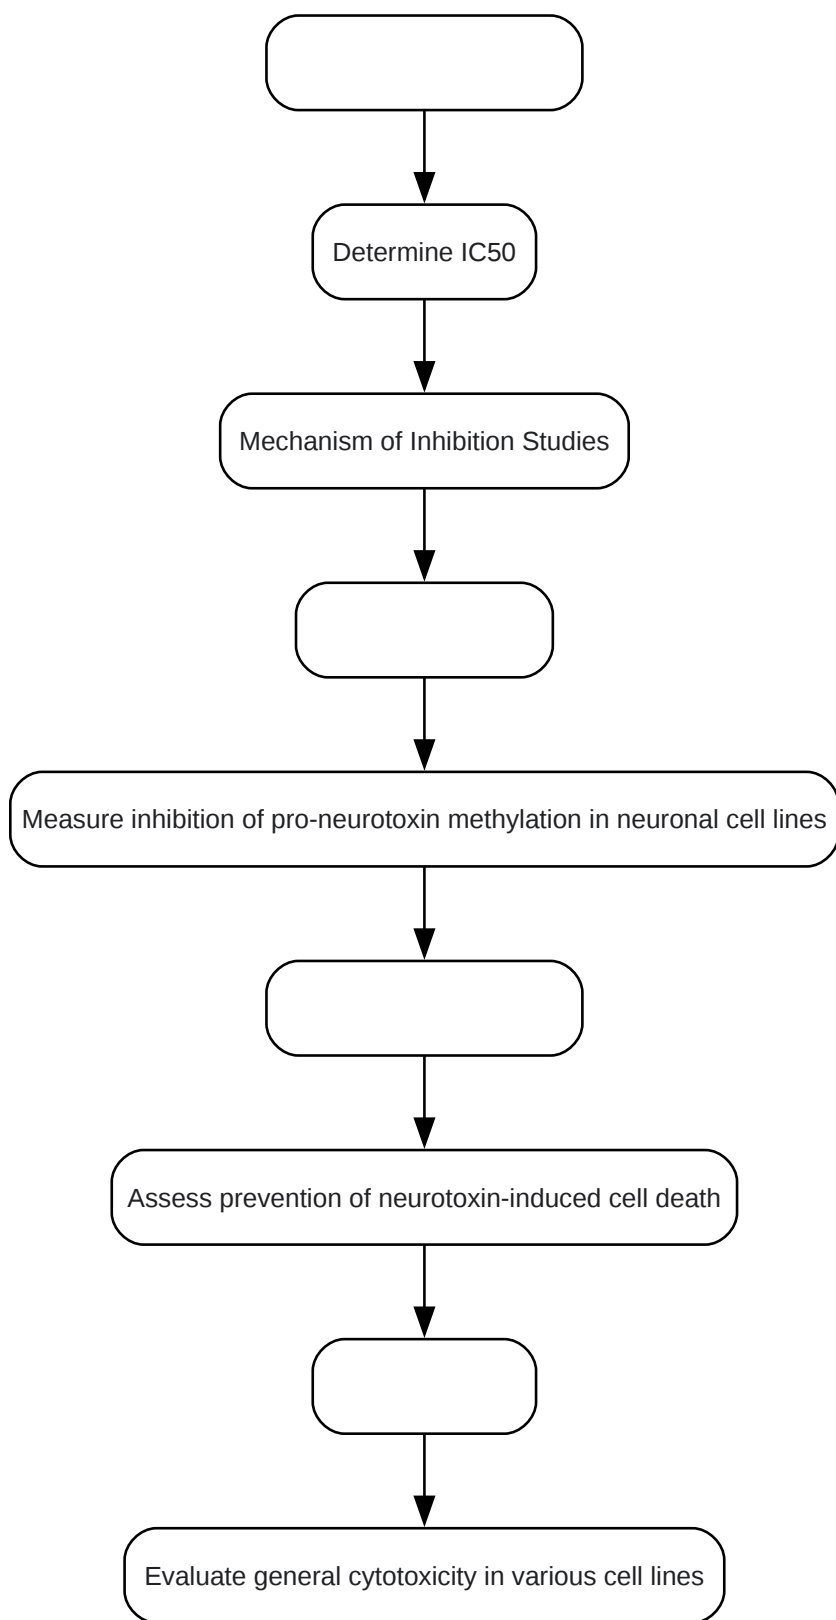 Determine IC50
Mechanism of Inhibition Studies
Measure inhibition of pro-neurotoxin methylation in neuronal cell lines
Assess prevention of neurotoxin-induced cell death
Evaluate general cytotoxicity in various cell lines